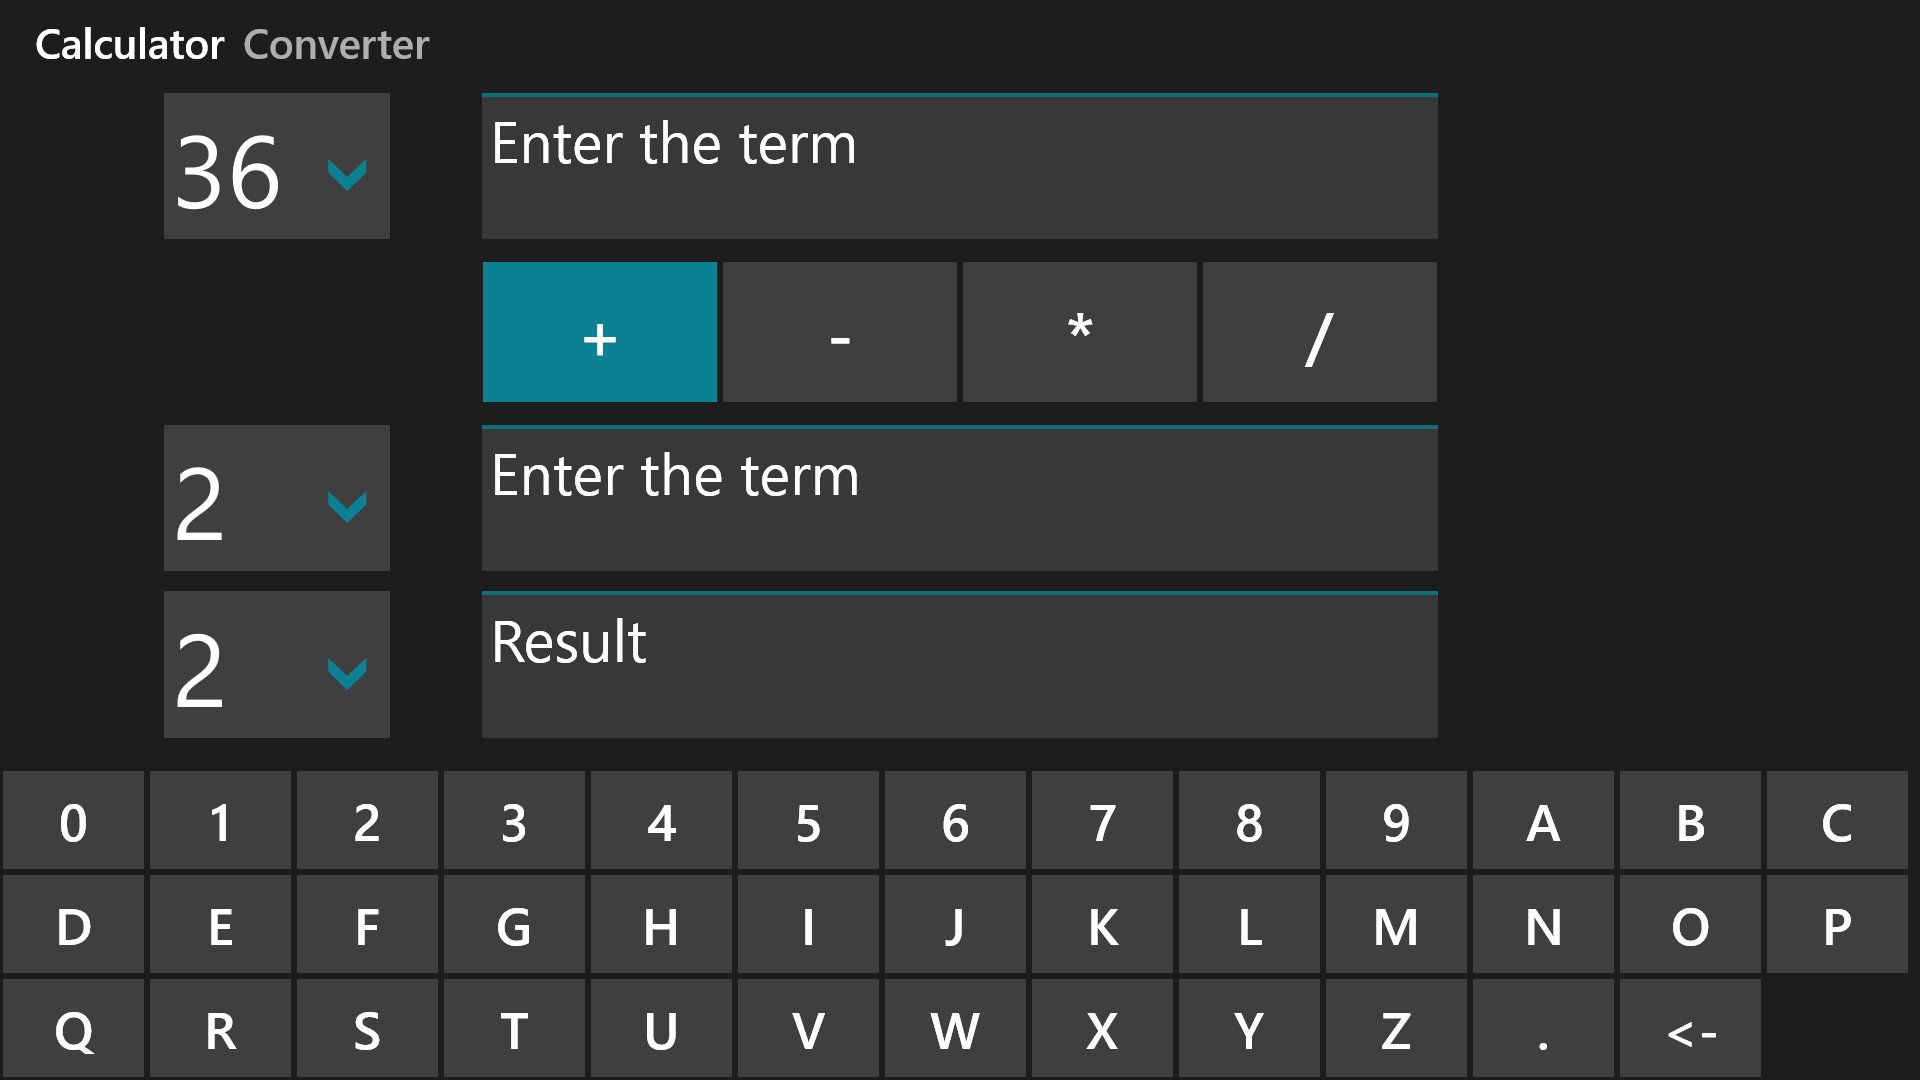 Calculator Converter
36 Enter the term
+ - * /
2 Enter the term
2 Result
0 1 2 3 4 5 6 7 8 9 A B C
D E F G H I J K L M N O P
Q R S T U V W X Y Z . <-